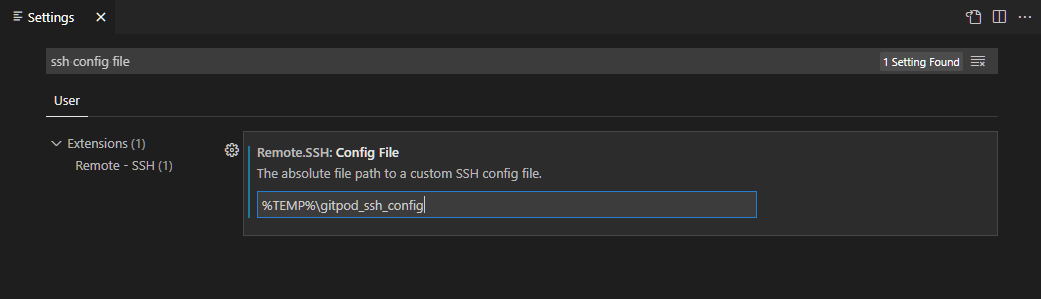 Settings
ssh config file
1 Setting Found
User
Extensions (1)
Remote - SSH (1)
Remote.SSH: Config File
The absolute file path to a custom SSH config file.
%TEMP%\gitpod_ssh_config